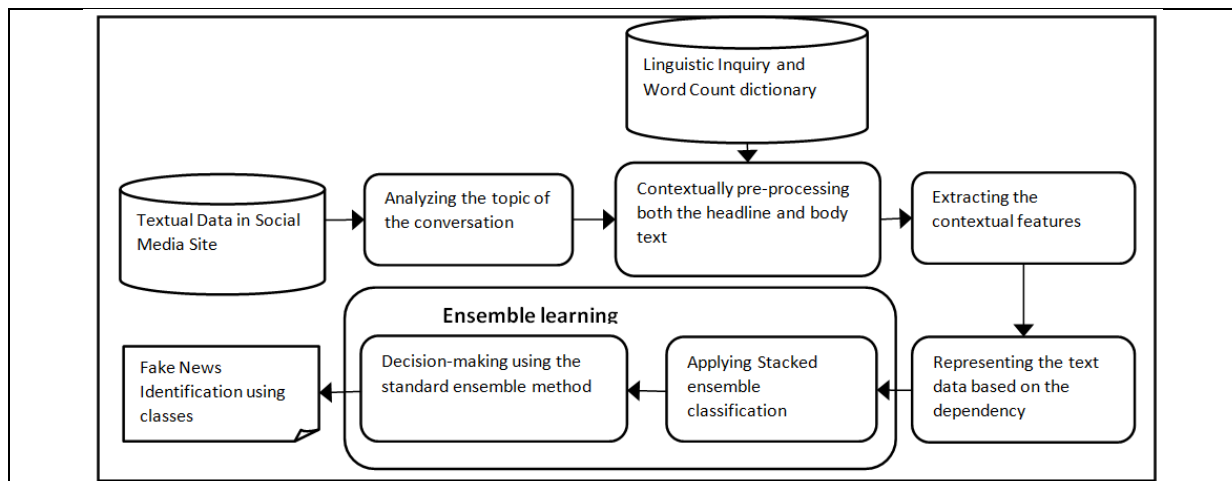 Linguistic Inquiry and
Word Count dictionary
Textual Data in Social
Media Site
Analyzing the topic of
the conversation
Contextually pre-processing
both the headline and body
text
Extracting the
contextual features
Ensemble learning
Fake News
Identification using
classes
Decision-making using the
standard ensemble method
Applying Stacked
ensemble
classification
Representing the text
data based on the
dependency